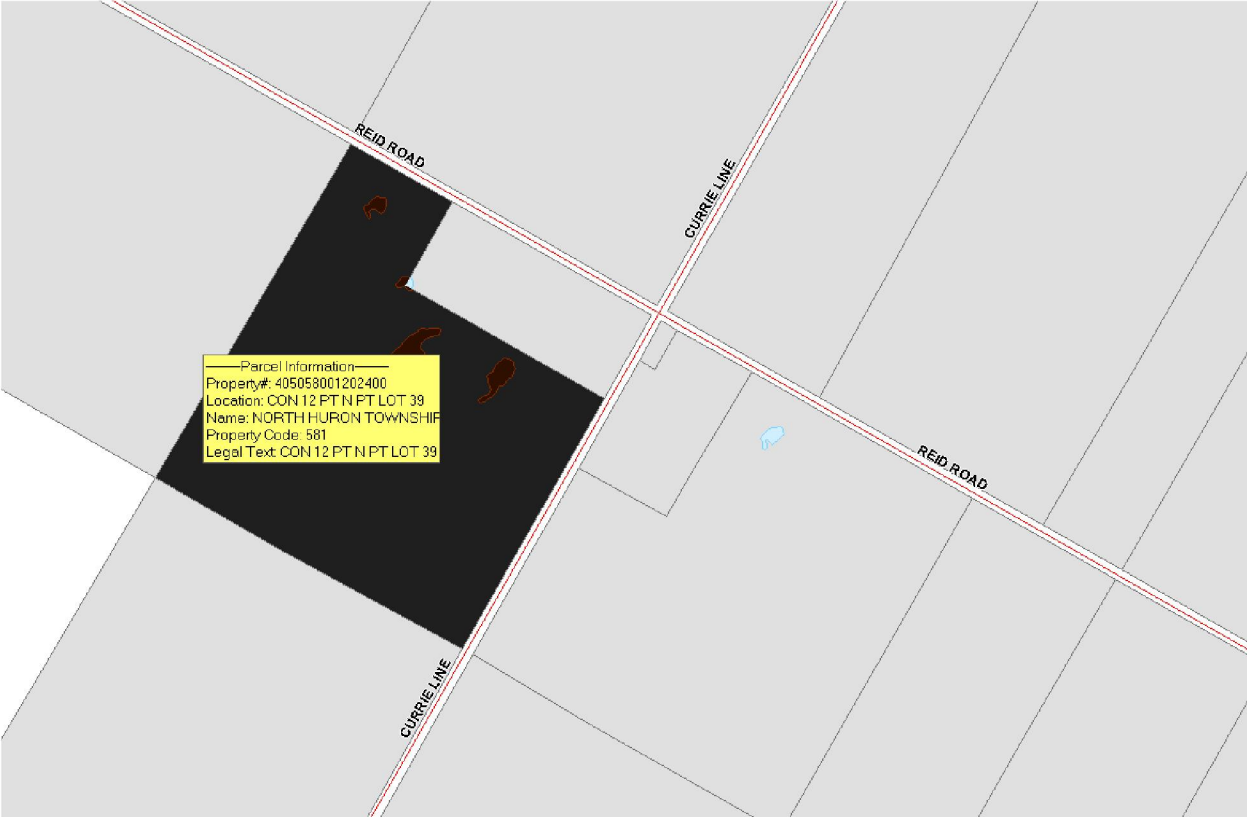 REID ROAD
CURRIE LINE
Parcel Information
Property#: 405058001202400
Location: CON 12 PT N PT LOT 39
Name: NORTH HURON TOWNSHIP
Property Code: 581
Legal Text: CON 12 PT N PT LOT 39
REID ROAD
CURRIE LINE